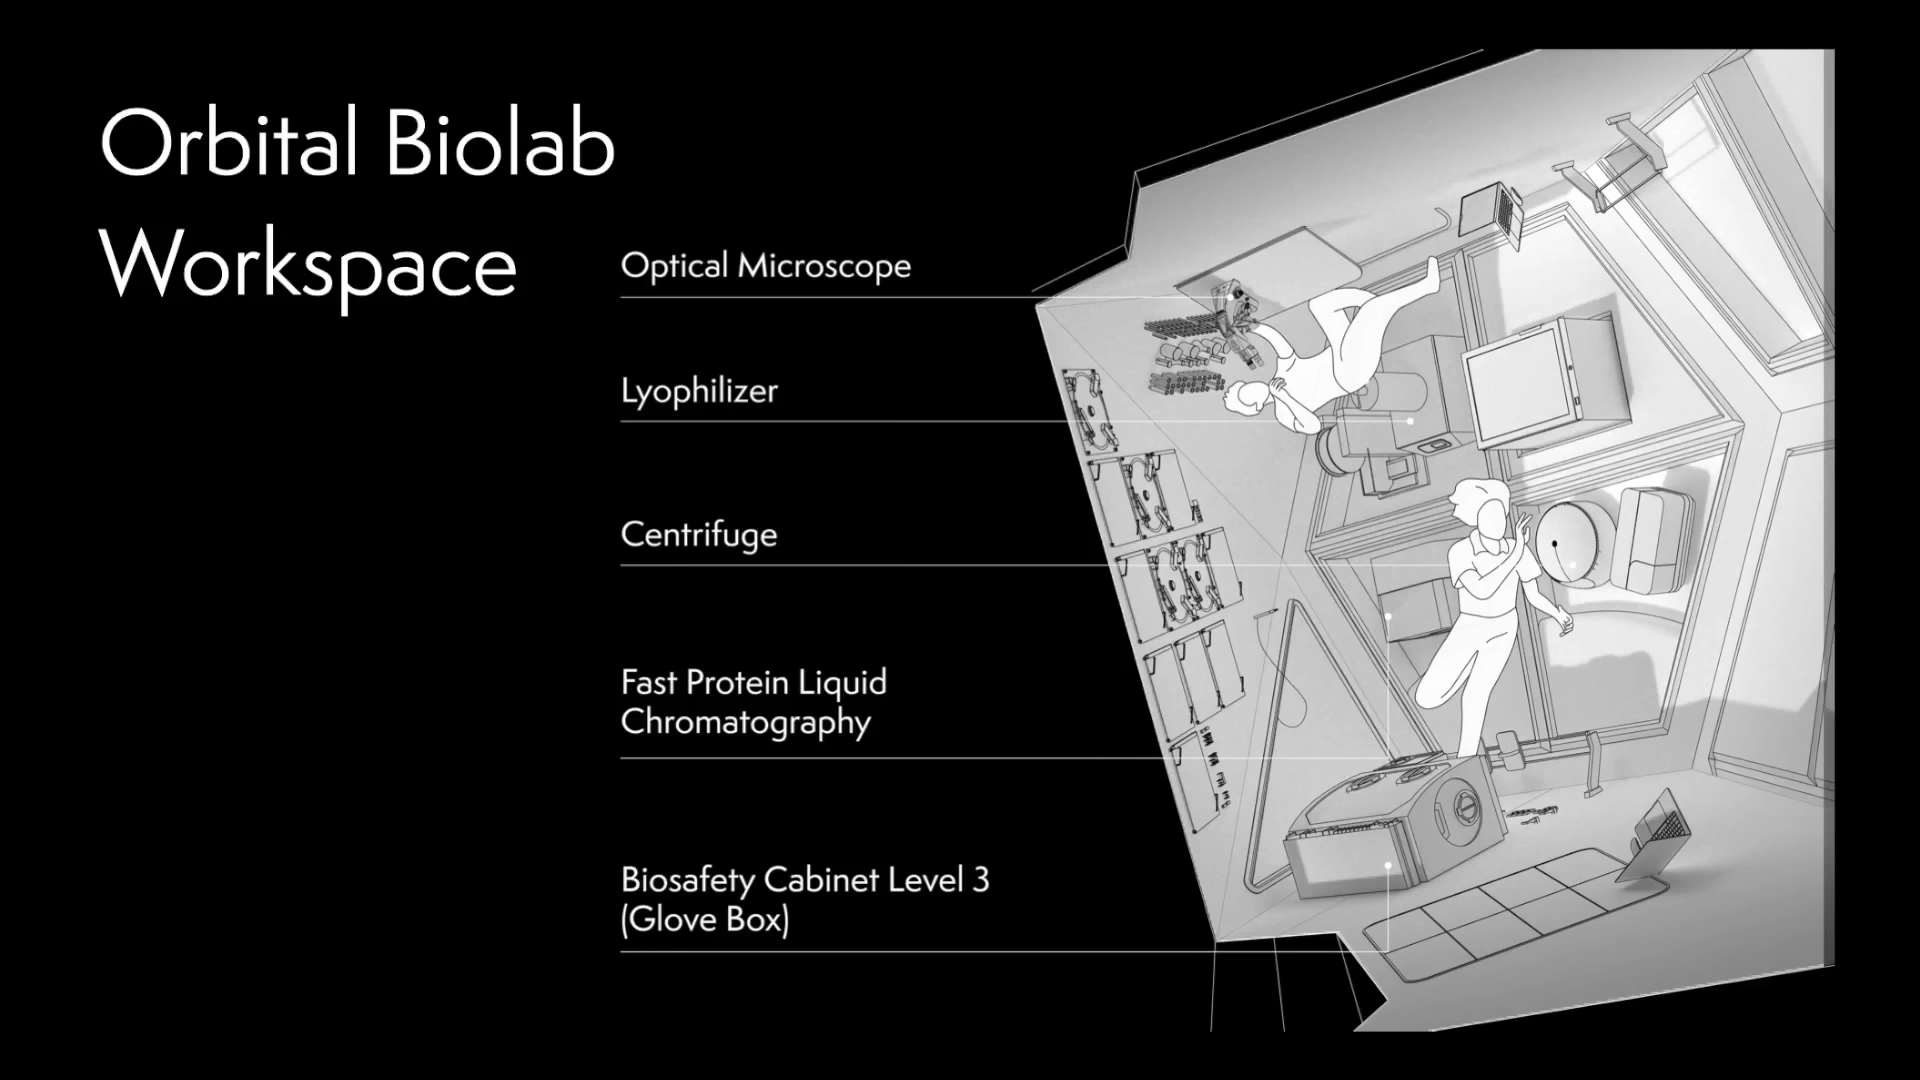 Orbital Biolab
Workspace
Optical Microscope
Lyophilizer
Centrifuge
Fast Protein Liquid
Chromatography
Biosafety Cabinet Level 3
(Glove Box)